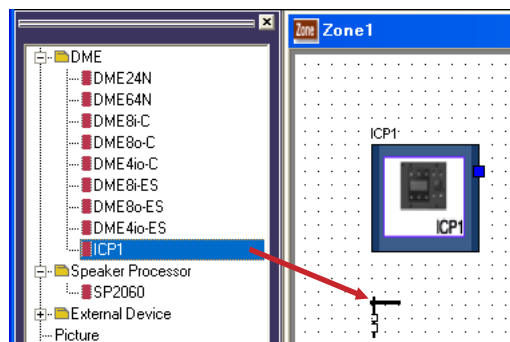 DME
DME24N
DME64N
DME8i-C
DME8o-C
DME4io-C
DME8i-ES
DME8o-ES
DME4io-ES
ICP1
Speaker Processor
SP2060
External Device
Picture
Zone Zone1
ICP1
ICP1